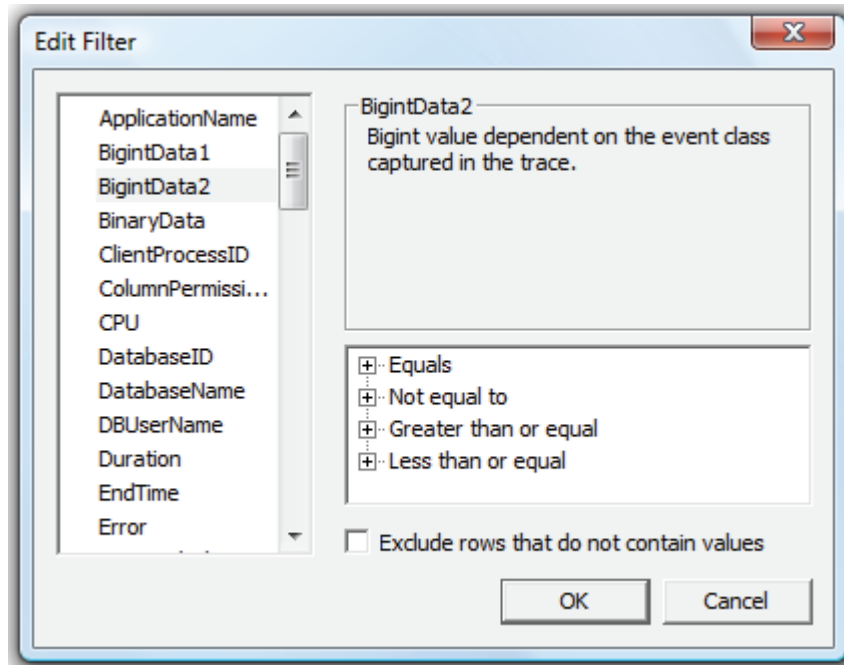 Edit Filter
ApplicationName
BigintData1
BigintData2
BinaryData
ClientProcessID
ColumnPermissi...
CPU
DatabaseID
DatabaseName
DBUserName
Duration
EndTime
Error
BigintData2
Bigint value dependent on the event class
captured in the trace.
Equals
Not equal to
Greater than or equal
Less than or equal
Exclude rows that do not contain values
OK
Cancel